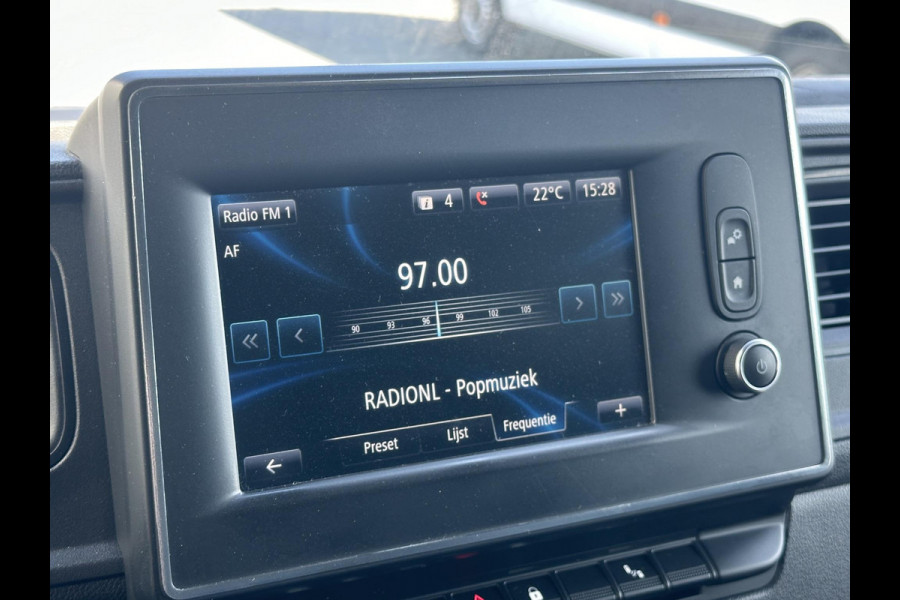 Radio FM 1
i 4
22°C
15:28
AF
97.00
90 93 96 99 102 105
RADIONL - Popmuziek
Preset Lijst Frequentie
+